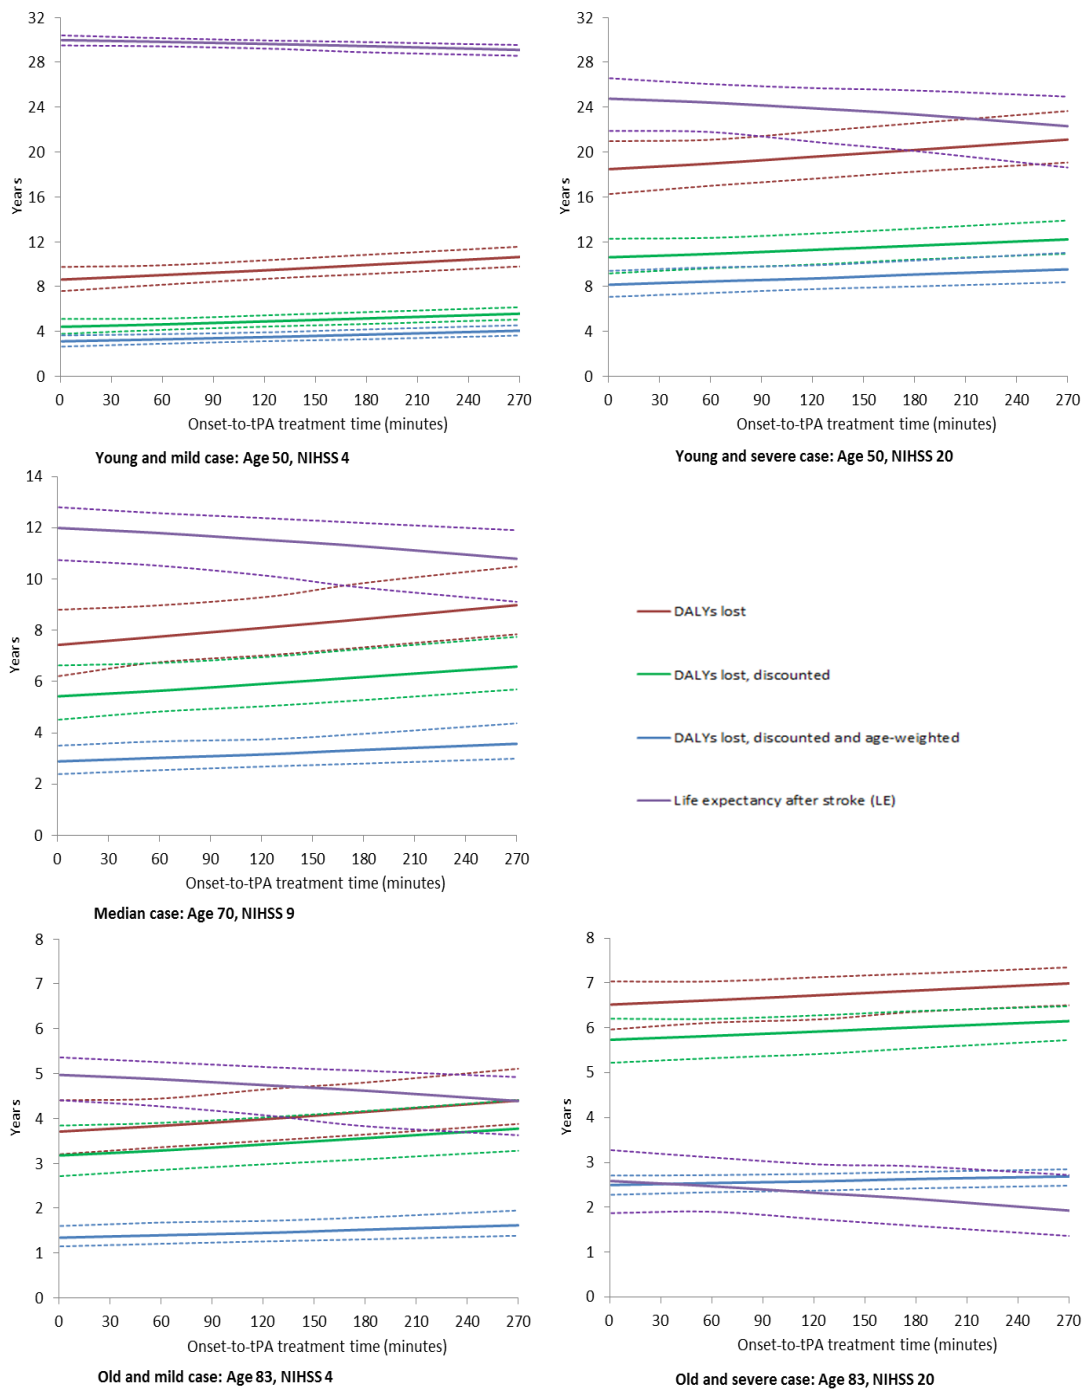 32
28
24
20
16
12
8
4
0
Years
0 30 60 90 120 150 180 210 240 270
Onset-to-tPA treatment time (minutes)
Young and mild case: Age 50, NIHSS 4
32
28
24
20
16
12
8
4
0
Years
0 30 60 90 120 150 180 210 240 270
Onset-to-tPA treatment time (minutes)
Young and severe case: Age 50, NIHSS 20
14
12
10
8
6
4
2
0
Years
0 30 60 90 120 150 180 210 240 270
Onset-to-tPA treatment time (minutes)
Median case: Age 70, NIHSS 9
DALYs lost
DALYs lost, discounted
DALYs lost, discounted and age-weighted
Life expectancy after stroke (LE)
8
7
6
5
4
3
2
1
0
Years
0 30 60 90 120 150 180 210 240 270
Onset-to-tPA treatment time (minutes)
Old and mild case: Age 83, NIHSS 4
8
7
6
5
4
3
2
1
0
Years
0 30 60 90 120 150 180 210 240 270
Onset-to-tPA treatment time (minutes)
Old and severe case: Age 83, NIHSS 20